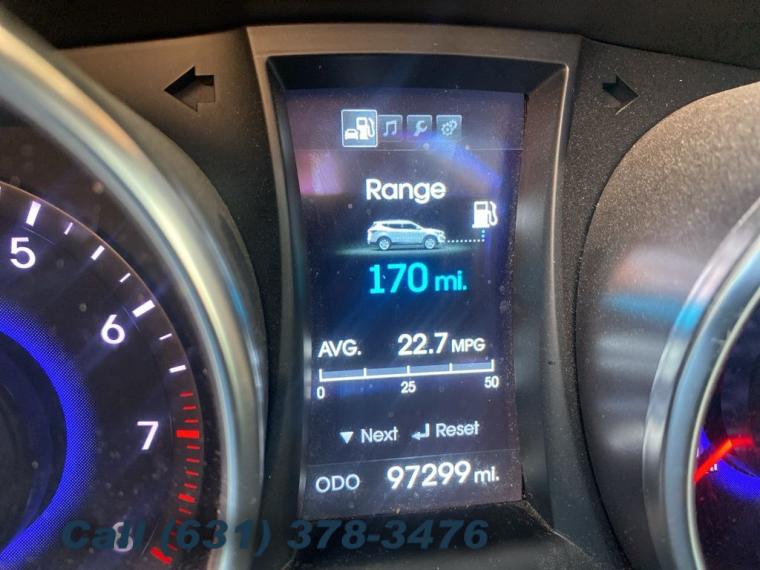 Range
170 mi.
AVG. 22.7 MPG
0 25 50
▼ Next ↵ Reset
ODO 97299 mi.
5
6
7
8
Call (631) 378-3476